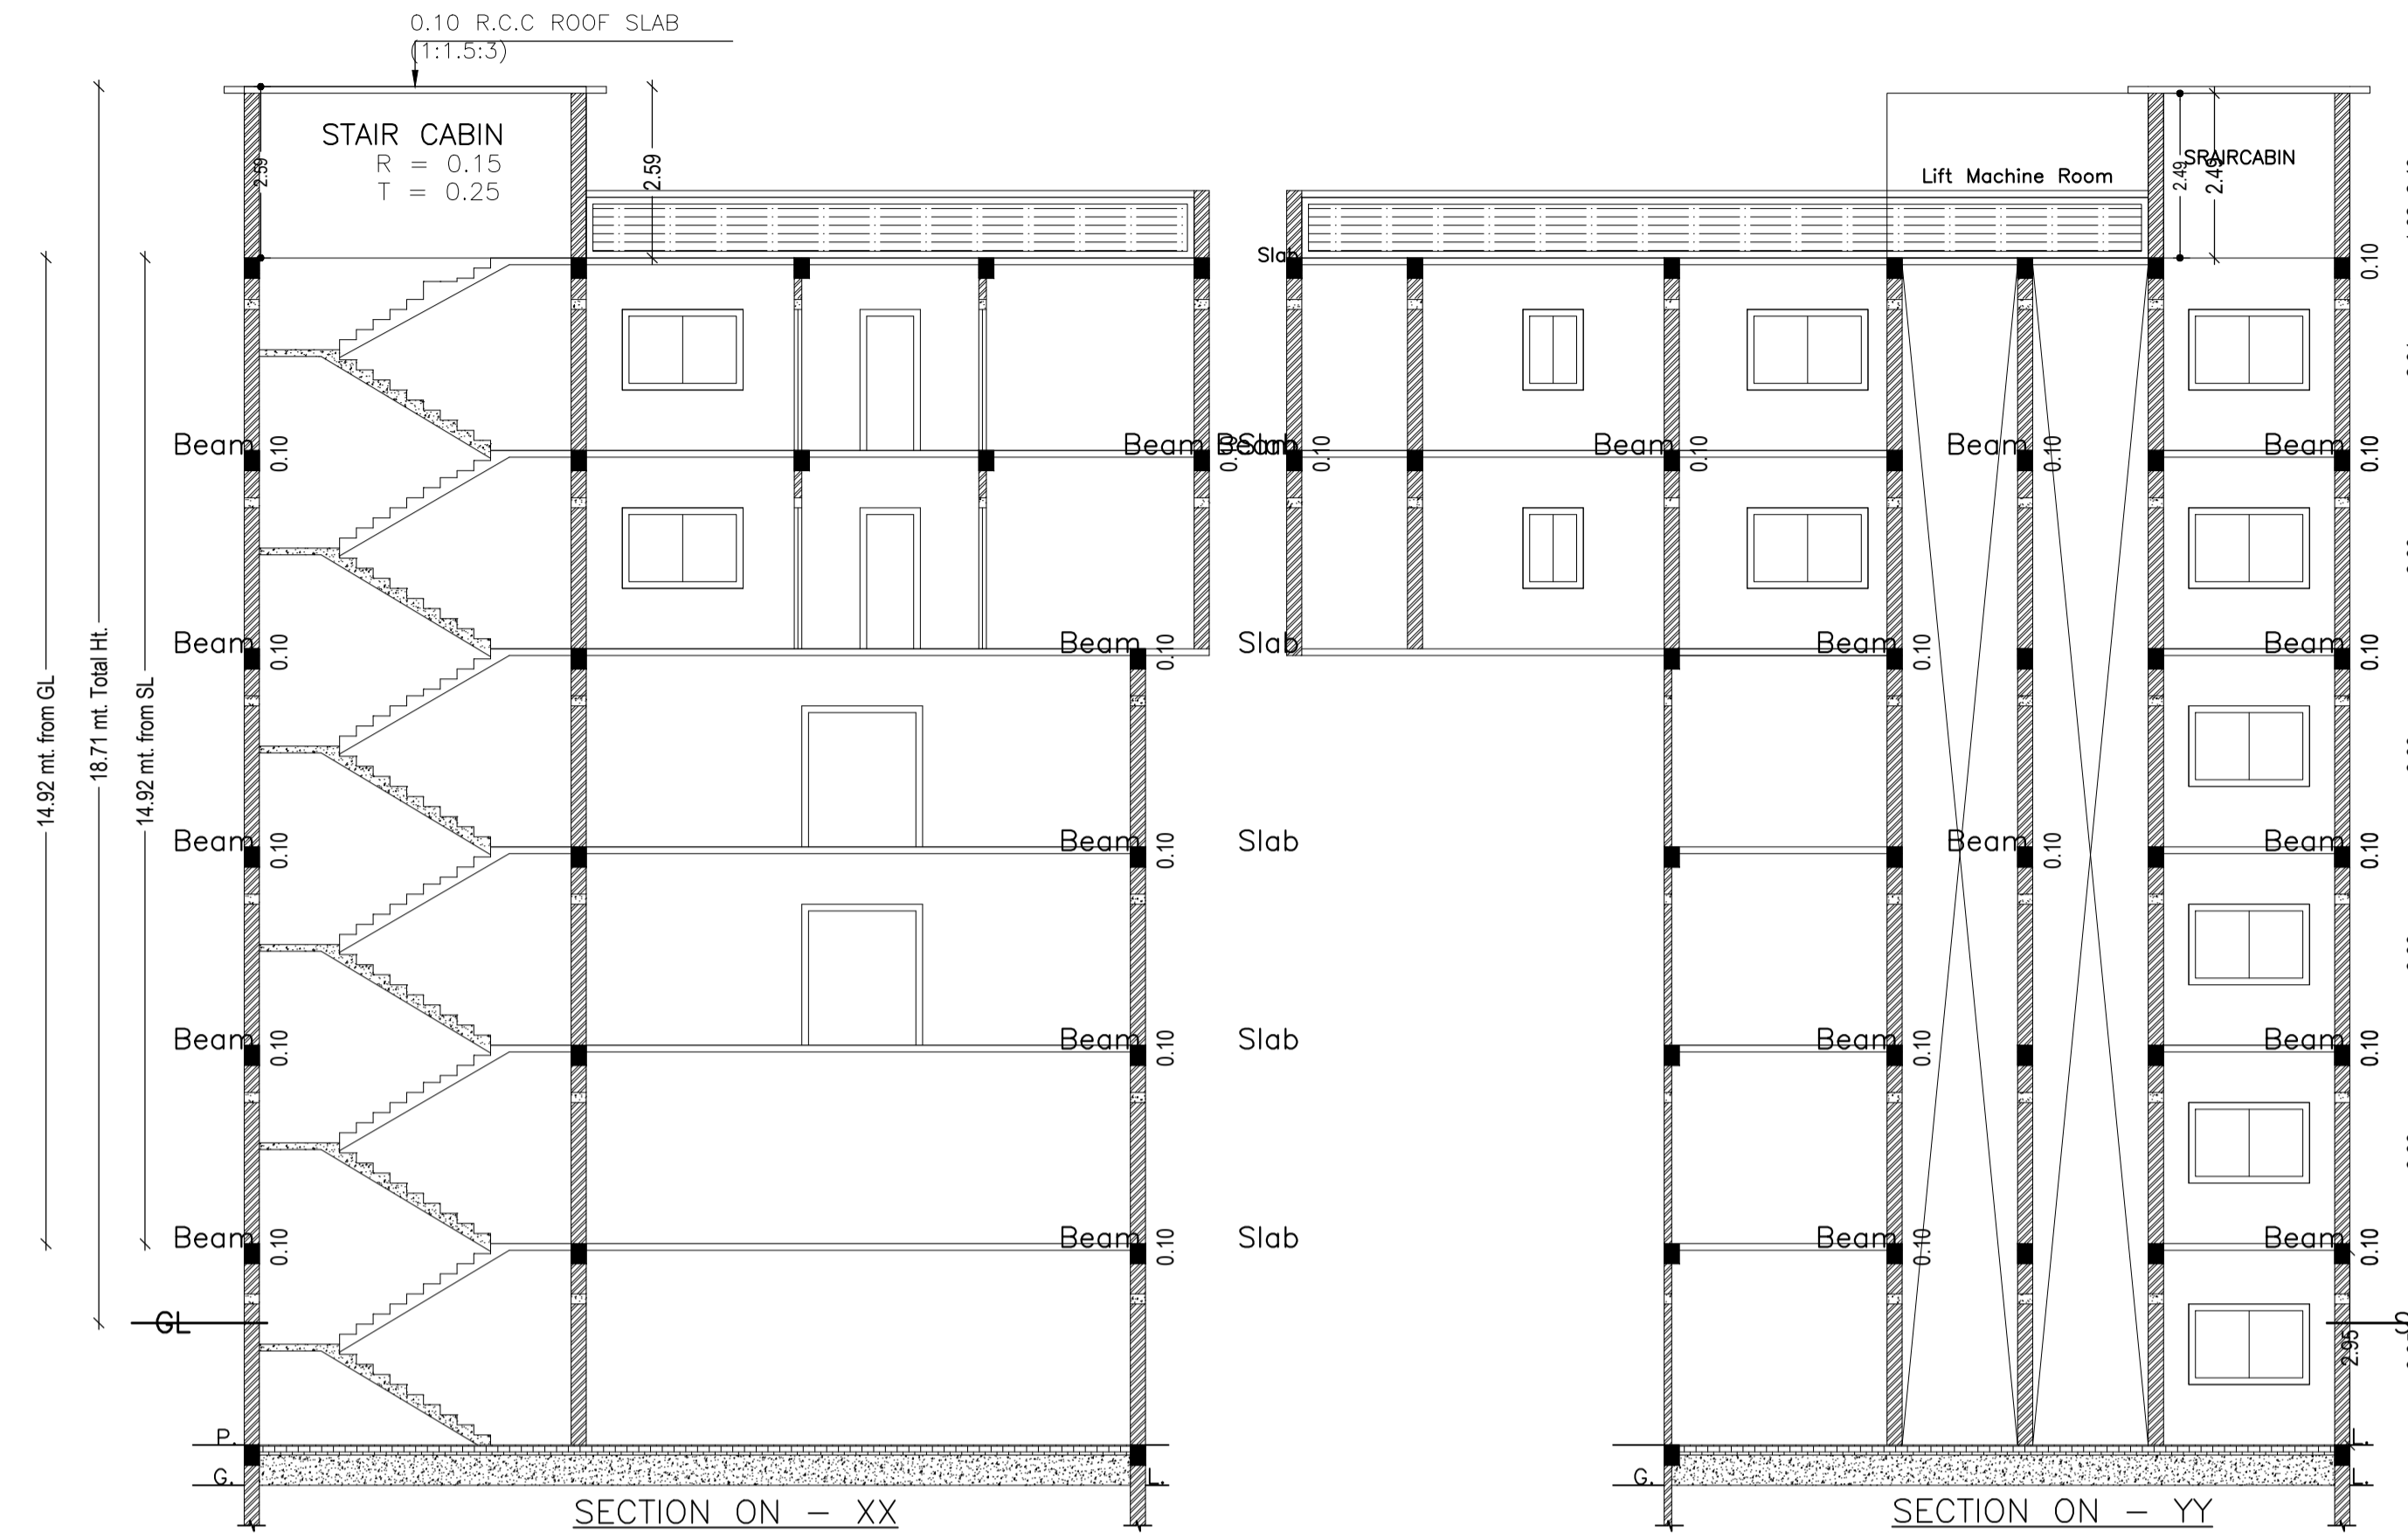 0.10 R.C.C ROOF SLAB
(1:1.5:3)
STAIR CABIN
R = 0.15
T = 0.25
2.59
2.59
Lift Machine Room
SRAIRCABIN
2.49
2.49
Slab
0.10
Beam
0.10
Beam
Beam
Slab
0.10
0.10
Beam
0.10
Beam
0.10
Beam
0.10
Beam
0.10
Beam
0.10
Slab
Beam
0.10
Beam
0.10
Beam
0.10
Beam
0.10
Slab
Beam
0.10
Beam
0.10
Beam
0.10
Beam
0.10
Slab
Beam
0.10
Beam
0.10
Beam
0.10
Beam
0.10
Slab
Beam
0.10
Beam
0.10
14.92 mt. from GL
18.71 mt. Total Ht.
14.92 mt. from SL
GL
2.95
P.
L.
G.
L.
G.
L.
SECTION ON - XX
SECTION ON - YY